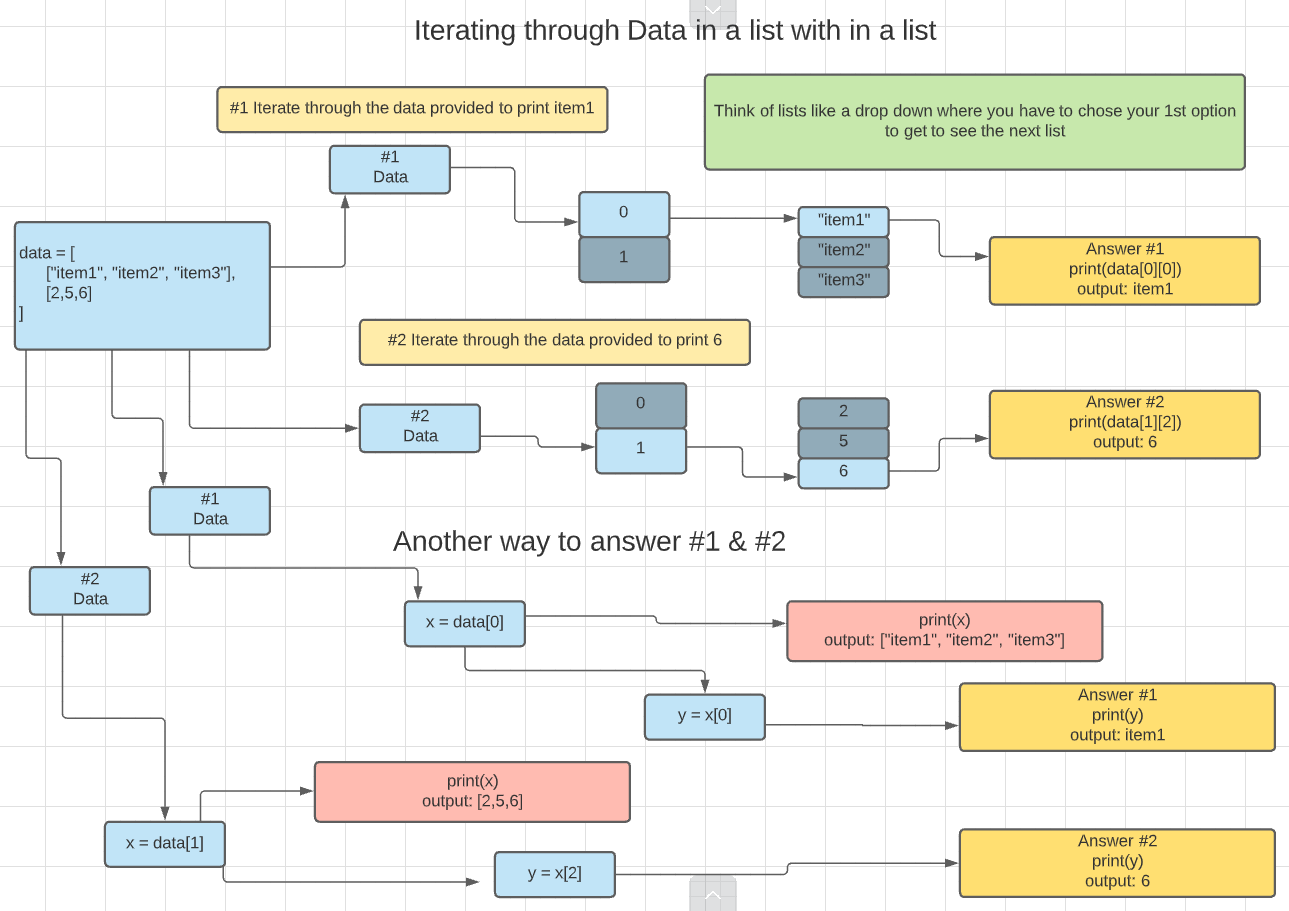 Iterating through Data in a list with in a list
#1 Iterate through the data provided to print item1
Think of lists like a drop down where you have to chose your 1st option
to get to see the next list
#1
Data
0
1
"item1"
"item2"
"item3"
Answer #1
print(data[0][0])
output: item1
data = [
["item1", "item2", "item3"],
[2,5,6]
]
#2 Iterate through the data provided to print 6
#2
Data
0
1
2
5
6
Answer #2
print(data[1][2])
output: 6
#1
Data
Another way to answer #1 & #2
#2
Data
x = data[0]
print(x)
output: ["item1", "item2", "item3"]
y = x[0]
Answer #1
print(y)
output: item1
print(x)
output: [2,5,6]
x = data[1]
y = x[2]
Answer #2
print(y)
output: 6